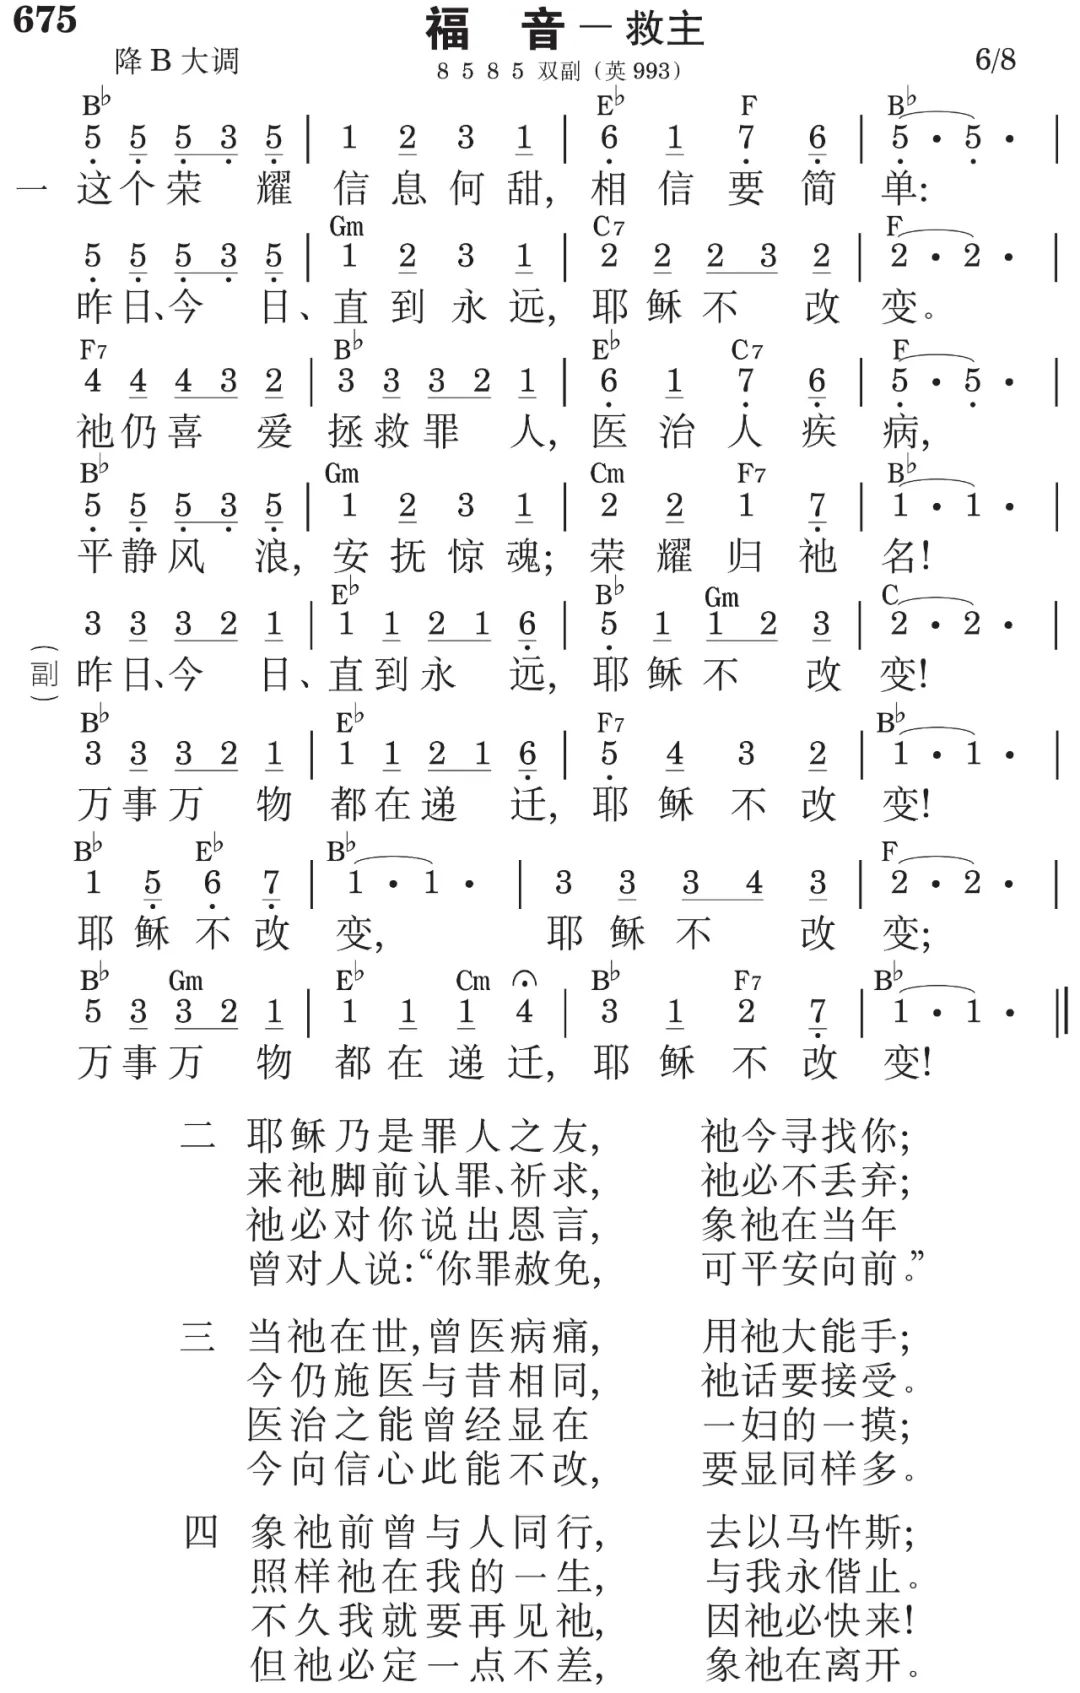 675
福 音 — 救主
降 B 大调
8 5 8 5 双副（英 993）
6/8
B♭ E♭ F B♭
5 5 5 3 5 | 1 2 3 1 | 6 1 7 6 | 5 · 5 · |
一 这个荣 耀 信息何甜, 相信要简 单:
Gm C7 F
5 5 5 3 5 | 1 2 3 1 | 2 2 2 3 2 | 2 · 2 · |
昨日、今 日、直到永远, 耶稣不 改 变。
F7 B♭ E♭ C7 F
4 4 4 3 2 | 3 3 3 2 1 | 6 1 7 6 | 5 · 5 · |
祂仍喜 爱 拯救罪 人, 医治人疾 病,
B♭ Gm Cm F7 B♭
5 5 5 3 5 | 1 2 3 1 | 2 2 1 7 | 1 · 1 · |
平静风 浪, 安抚惊魂; 荣耀归祂 名!
E♭ B♭ Gm C
3 3 3 2 1 | 1 1 2 1 6 | 5 1 1 2 3 | 2 · 2 · |
(副) 昨日、今 日、直到永 远, 耶稣不 改 变!
B♭ E♭ F7 B♭
3 3 3 2 1 | 1 1 2 1 6 | 5 4 3 2 | 1 · 1 · |
万事万 物 都在递 迁, 耶稣不改 变!
B♭ E♭ B♭ F
1 5 6 7 | 1 · 1 · | 3 3 3 4 3 | 2 · 2 · |
耶稣不改 变, 耶稣不 改 变;
B♭ Gm E♭ Cm B♭ F7 B♭
5 3 3 2 1 | 1 1 1 4 | 3 1 2 7 | 1 · 1 · ‖
万事万 物 都在递迁, 耶稣不改 变!
二 耶稣乃是罪人之友, 祂今寻找你;
来祂脚前认罪、祈求, 祂必不丢弃;
祂必对你说出恩言, 象祂在当年
曾对人说:“你罪赦免, 可平安向前。”
三 当祂在世,曾医病痛, 用祂大能手;
今仍施医与昔相同, 祂话要接受。
医治之能曾经显在 一妇的一摸;
今向信心此能不改, 要显同样多。
四 象祂前曾与人同行, 去以马忤斯;
照样祂在我的一生, 与我永偕止。
不久我就要再见祂, 因祂必快来!
但祂必定一点不差, 象祂在离开。